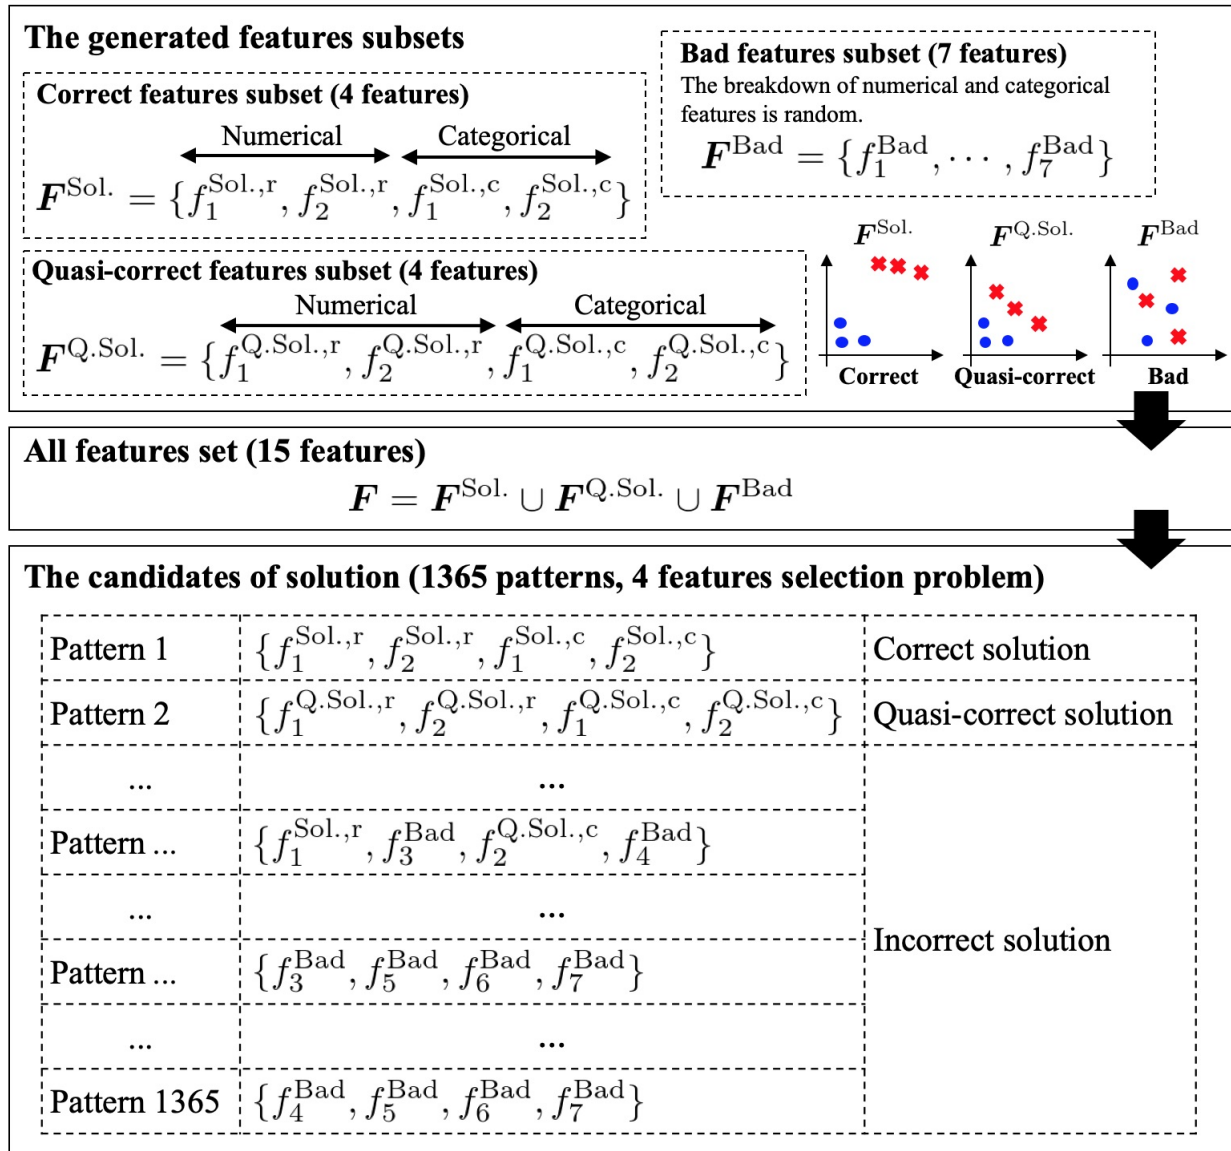 The generated features subsets
Correct features subset (4 features)
Numerical Categorical
F^Sol. = {f_1^Sol.,r, f_2^Sol.,r, f_1^Sol.,c, f_2^Sol.,c}
Bad features subset (7 features)
The breakdown of numerical and categorical
features is random.
F^Bad = {f_1^Bad, ⋯ , f_7^Bad}
Quasi-correct features subset (4 features)
Numerical Categorical
F^Q.Sol. = {f_1^Q.Sol.,r, f_2^Q.Sol.,r, f_1^Q.Sol.,c, f_2^Q.Sol.,c}
F^Sol. F^Q.Sol. F^Bad
Correct Quasi-correct Bad
All features set (15 features)
F = F^Sol. ∪ F^Q.Sol. ∪ F^Bad
The candidates of solution (1365 patterns, 4 features selection problem)
Pattern 1 {f_1^Sol.,r, f_2^Sol.,r, f_1^Sol.,c, f_2^Sol.,c} Correct solution
Pattern 2 {f_1^Q.Sol.,r, f_2^Q.Sol.,r, f_1^Q.Sol.,c, f_2^Q.Sol.,c} Quasi-correct solution
... ...
Pattern ... {f_1^Sol.,r, f_3^Bad, f_2^Q.Sol.,c, f_4^Bad}
... ...
Incorrect solution
Pattern ... {f_3^Bad, f_5^Bad, f_6^Bad, f_7^Bad}
... ...
Pattern 1365 {f_4^Bad, f_5^Bad, f_6^Bad, f_7^Bad}